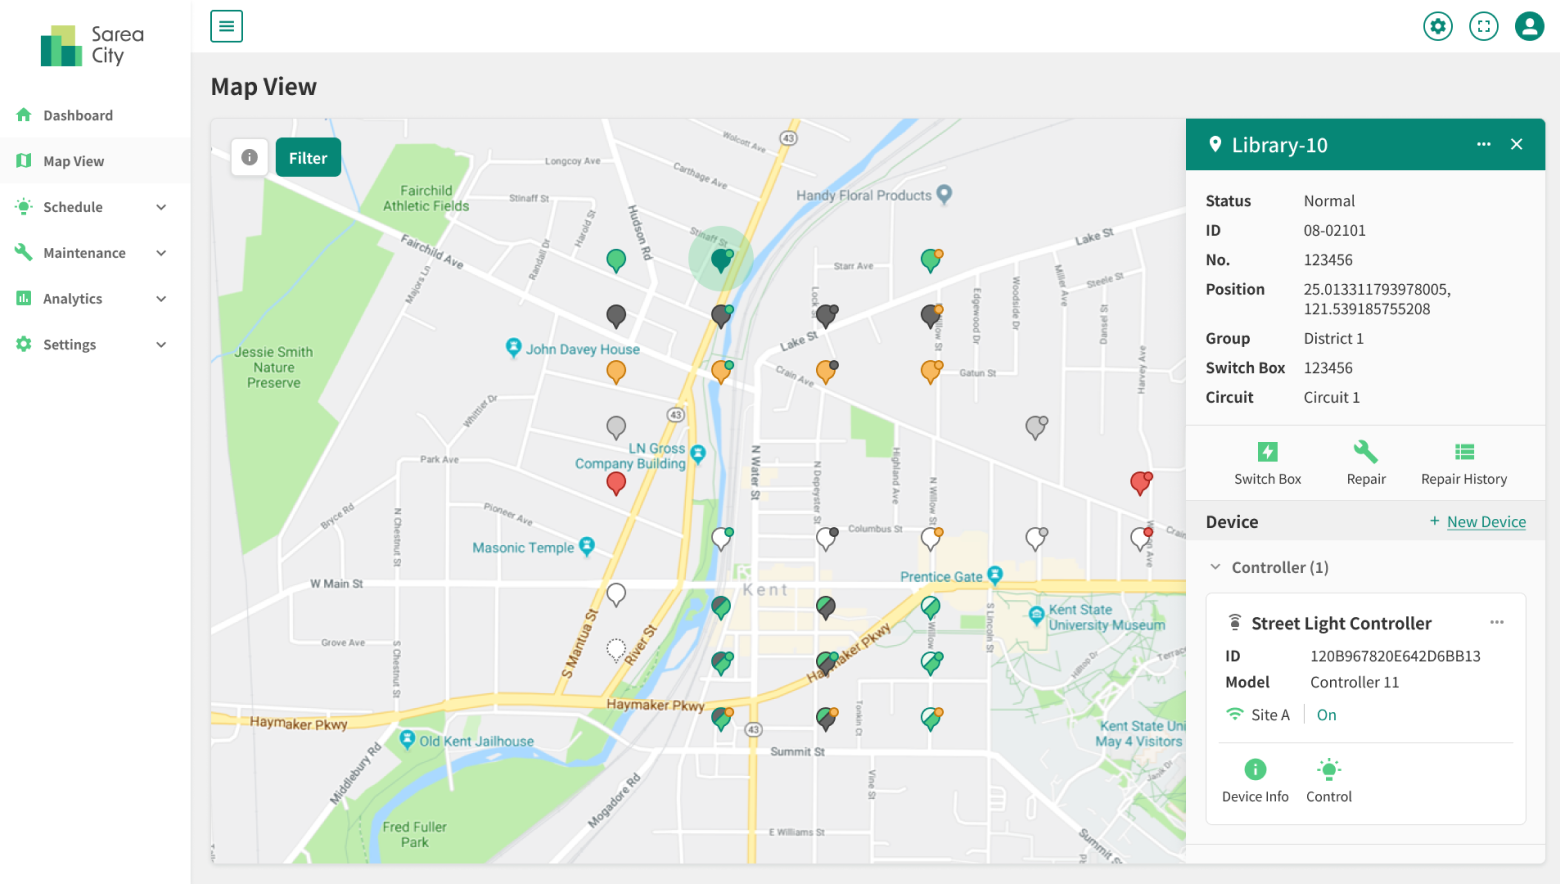 Sarea
City
Dashboard
Map View
Schedule
Maintenance
Analytics
Settings
Map View
Filter
43
Wolcott Ave
Longcoy Ave
Carthage Ave
Fairchild
Athletic Fields
Stinaff St
Harold St
Hudson Rd
Handy Floral Products
Stinaff St
Lake St
Fairchild Ave
Randall Dr
Majors Ln
Starr Ave
Miller Ave
Steele St
Woodside Dr
Edgewood Dr
Dansel St
Lake St
John Davey House
Jessie Smith
Nature
Preserve
Crain Ave
Gatun St
Harvey Ave
Whittier Dr
43
LN Gross
Company Building
Park Ave
N Water St
N Depeyster St
Highland Ave
N Willow St
Bryce Rd
Pioneer Ave
N Chestnut St
Columbus St
Masonic Temple
W Main St
Kent
Prentice Gate
Kent State
University Museum
S Lincoln St
S Mantua St
River St
Grove Ave
S Chestnut St
Haymaker Pkwy
Haymaker Pkwy
Haymaker Pkwy
Tonkin Ct
43
Kent State Uni
May 4 Visitors
Old Kent Jailhouse
Summit St
Middlebury Rd
Mogadore Rd
Vine St
Fred Fuller
Park
E Williams St
Summit S
Library-10
Status Normal
ID 08-02101
No. 123456
Position 25.013311793978005,
121.539185755208
Group District 1
Switch Box 123456
Circuit Circuit 1
Switch Box
Repair
Repair History
Device
+ New Device
Controller (1)
Street Light Controller
ID 120B967820E642D6BB13
Model Controller 11
Site A
On
Device Info
Control